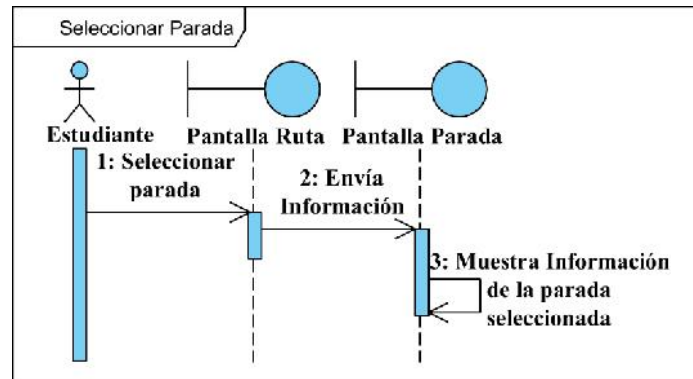 Seleccionar Parada
Estudiante
Pantalla Ruta
Pantalla Parada
1: Seleccionar
parada
2: Envía
Información
3: Muestra Información
de la parada
seleccionada